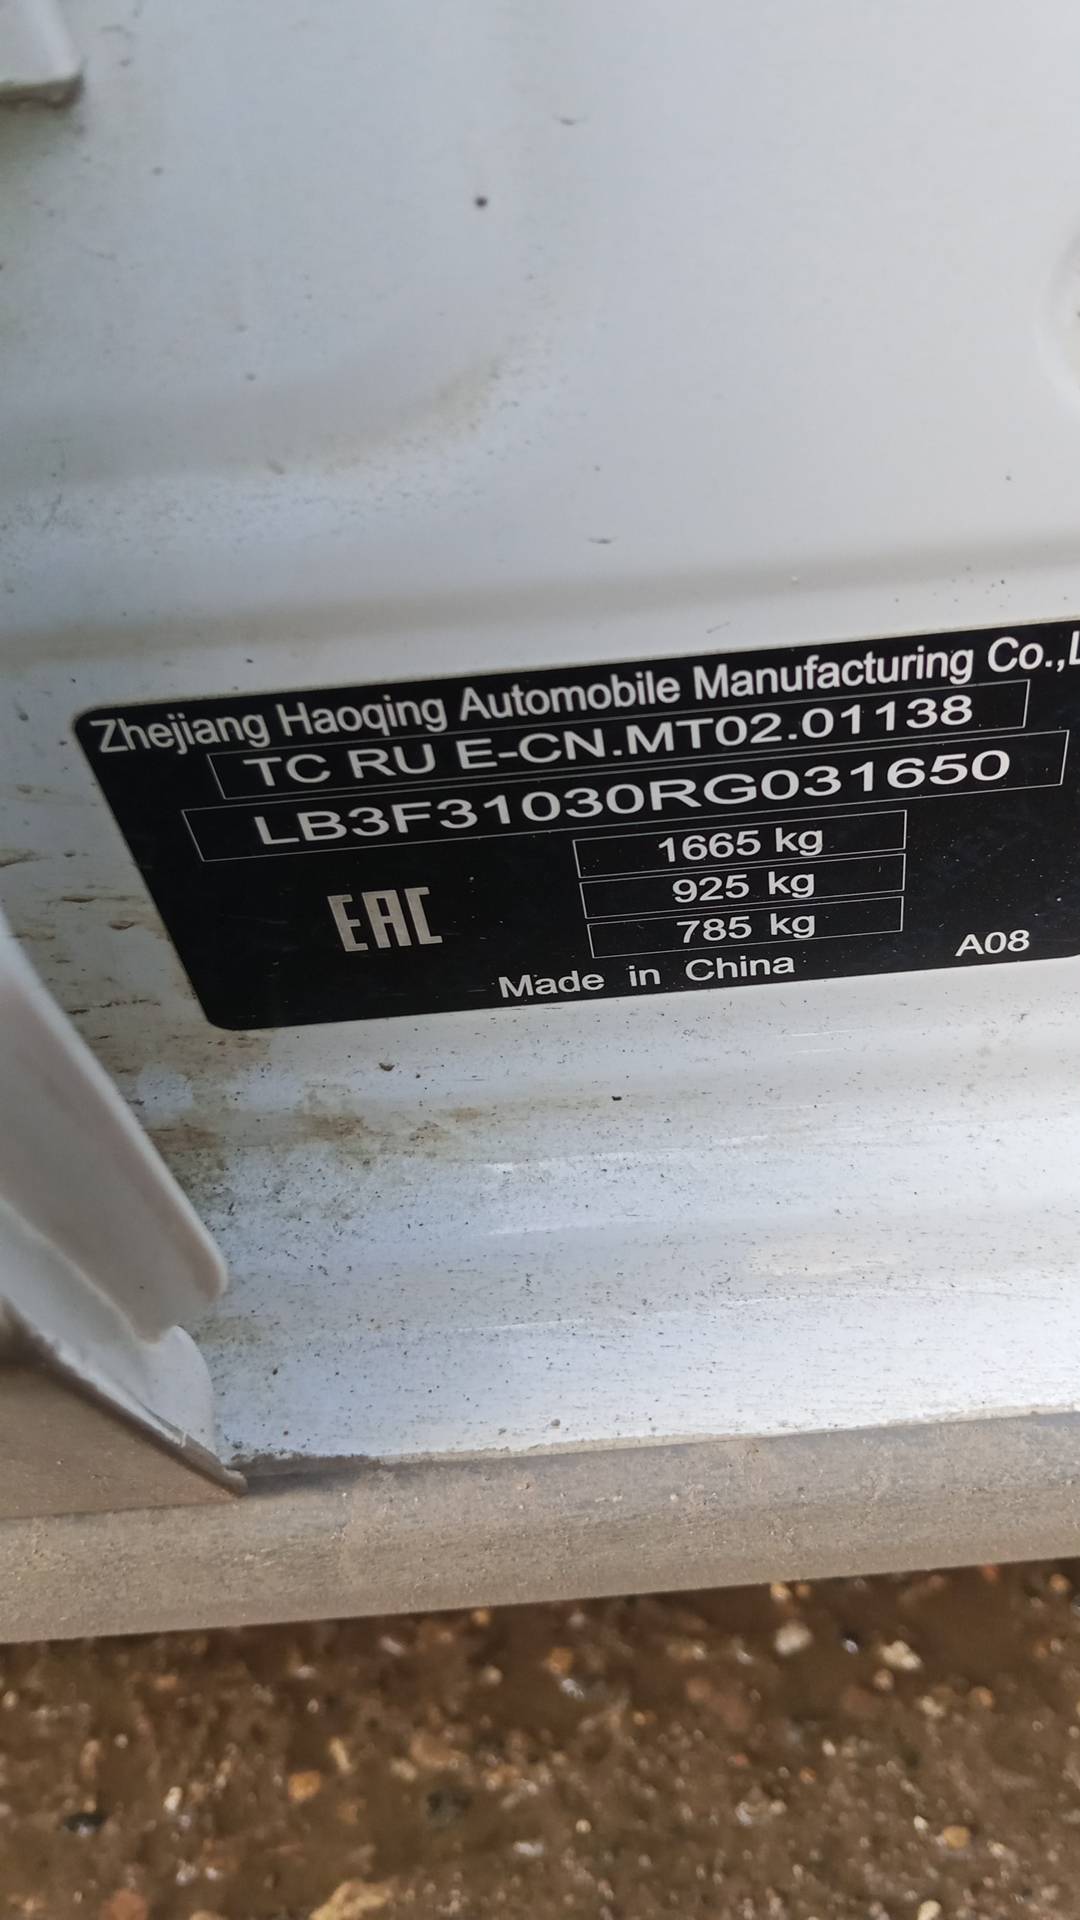 Zhejiang Haoqing Automobile Manufacturing Co.,L
TC RU E-CN.MT02.01138
LB3F31030RG031650
1665 kg
925 kg
785 kg
EAC
Made in China
A08